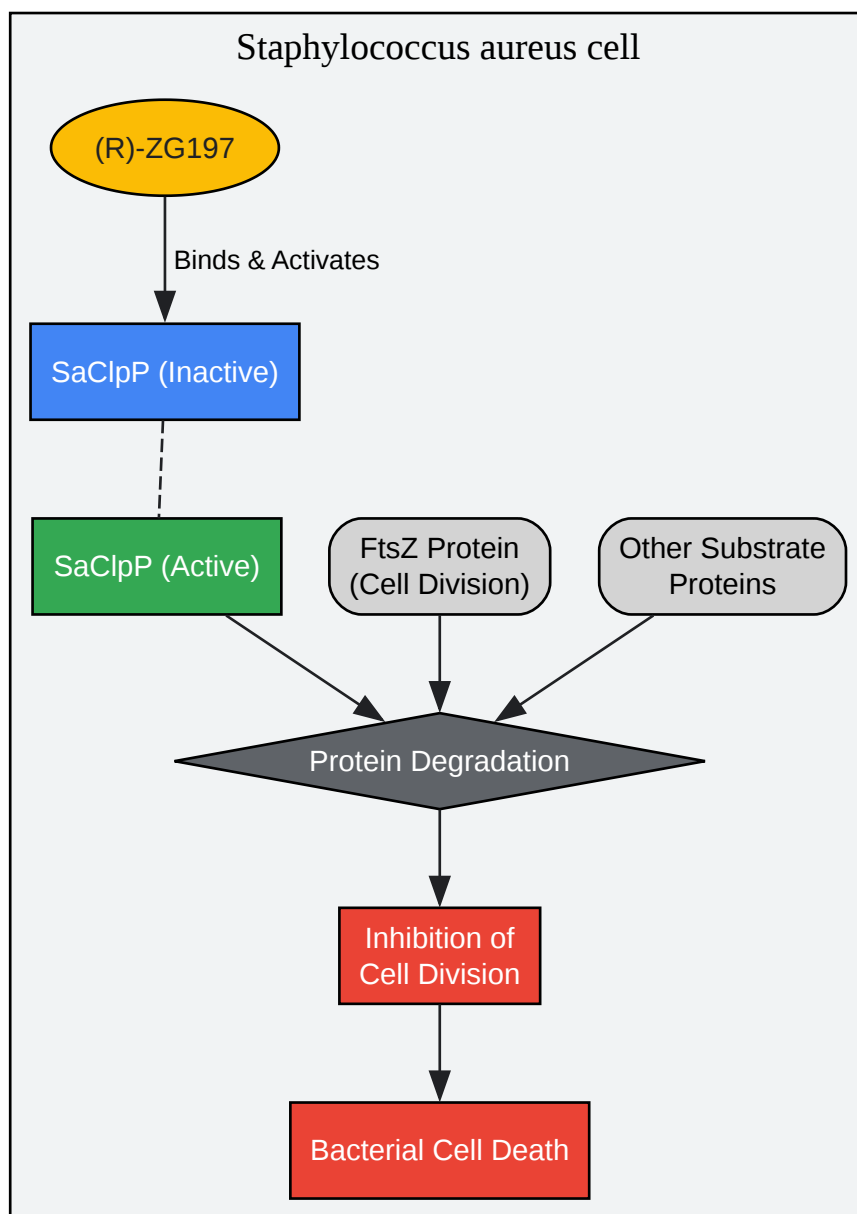 Staphylococcus aureus cell
(R)-ZG197
Binds & Activates
SaClpP (Inactive)
SaClpP (Active)
FtsZ Protein
(Cell Division)
Other Substrate
Proteins
Protein Degradation
Inhibition of
Cell Division
Bacterial Cell Death